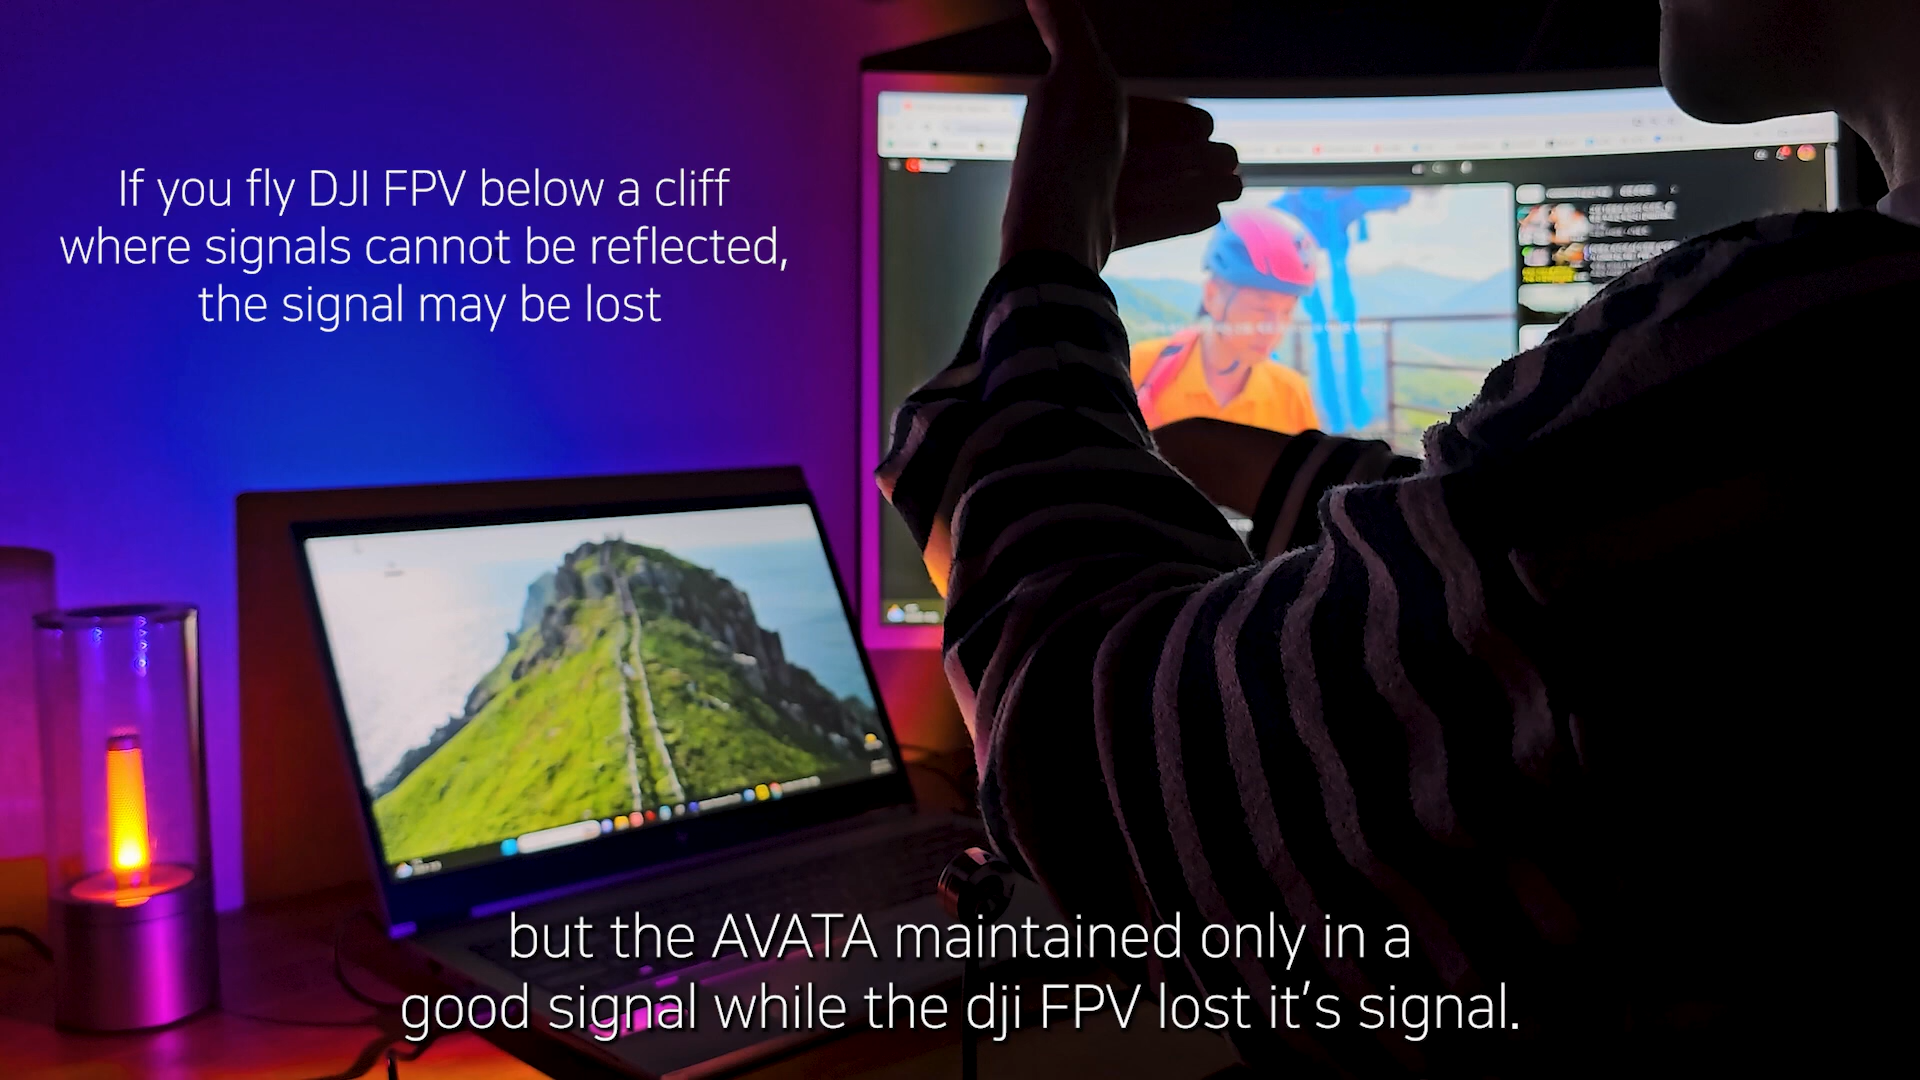 If you fly DJI FPV below a cliff
where signals cannot be reflected,
the signal may be lost
but the AVATA maintained only in a
good signal while the dji FPV lost it's signal.